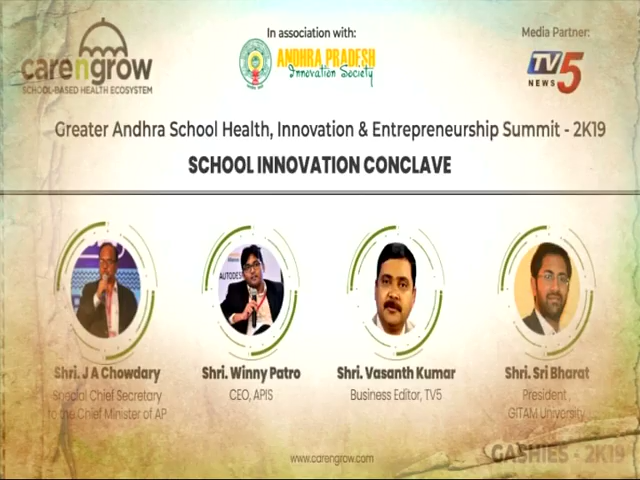 In association with:
Media Partner:
carengrow
SCHOOL-BASED HEALTH ECOSYSTEM
ANDHRA PRADESH
Innovation Society
TV5
NEWS
Greater Andhra School Health, Innovation & Entrepreneurship Summit - 2K19
SCHOOL INNOVATION CONCLAVE
AUTODESK
Shri. J A Chowdary
Special Chief Secretary
to the Chief Minister of AP
Shri. Winny Patro
CEO, APIS
Shri. Vasanth Kumar
Business Editor, TV5
Shri. Sri Bharat
President ,
GITAM University
www.carengrow.com
GASHIES - 2K19